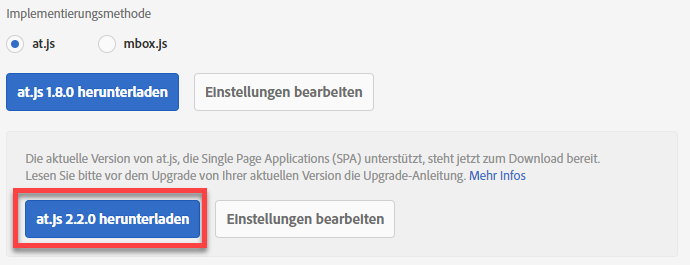 Implementierungsmethode
at.js mbox.js
at.js 1.8.0 herunterladen Einstellungen bearbeiten
Die aktuelle Version von at.js, die Single Page Applications (SPA) unterstützt, steht jetzt zum Download bereit.
Lesen Sie bitte vor dem Upgrade von Ihrer aktuellen Version die Upgrade-Anleitung. Mehr Infos
at.js 2.2.0 herunterladen Einstellungen bearbeiten